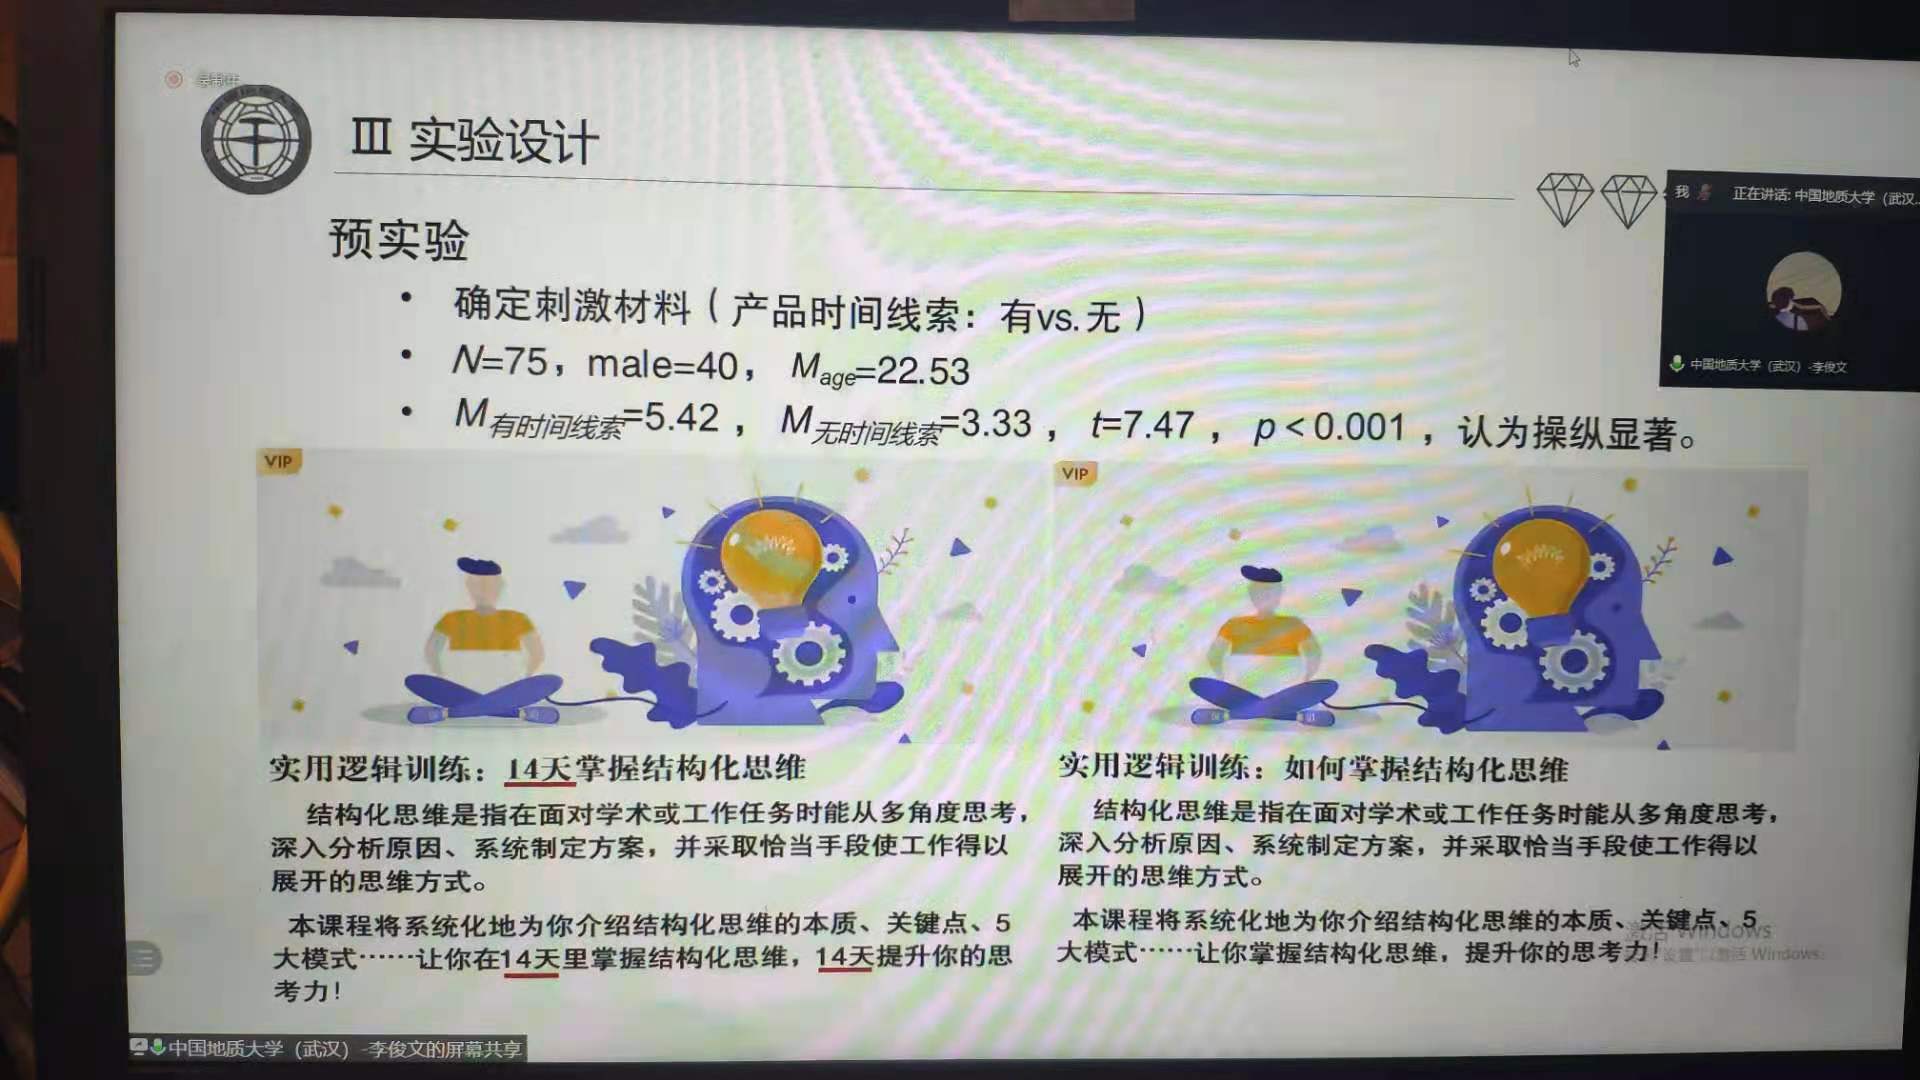 录制中
III 实验设计
我
正在讲话: 中国地质大学（武汉...
中国地质大学（武汉）-李俊文
预实验
• 确定刺激材料（产品时间线索：有vs.无）
• N=75，male=40， Mage=22.53
• M有时间线索=5.42， M无时间线索=3.33， t=7.47， p＜0.001，认为操纵显著。
VIP
实用逻辑训练：14天掌握结构化思维
结构化思维是指在面对学术或工作任务时能从多角度思考，
深入分析原因、系统制定方案，并采取恰当手段使工作得以
展开的思维方式。
本课程将系统化地为你介绍结构化思维的本质、关键点、5
大模式……让你在14天里掌握结构化思维，14天提升你的思
考力！
VIP
实用逻辑训练：如何掌握结构化思维
结构化思维是指在面对学术或工作任务时能从多角度思考，
深入分析原因、系统制定方案，并采取恰当手段使工作得以
展开的思维方式。
本课程将系统化地为你介绍结构化思维的本质、关键点、5
大模式……让你掌握结构化思维，提升你的思考力！
激活 Windows
设置"以激活 Windows。
中国地质大学（武汉）-李俊文的屏幕共享